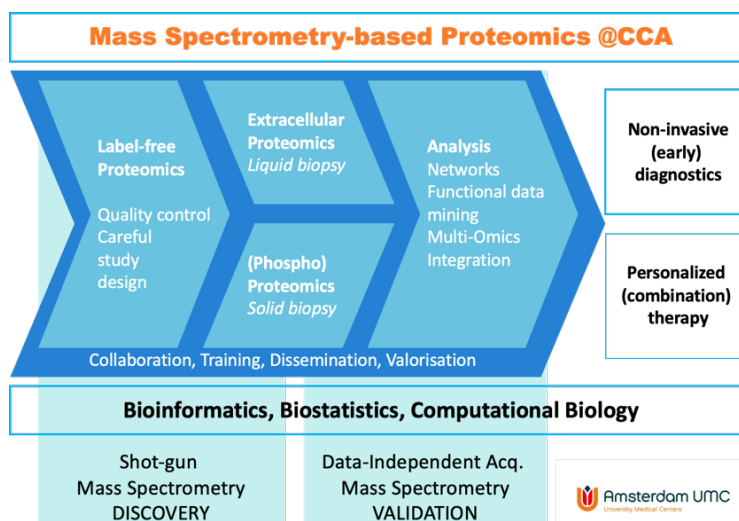 Mass Spectrometry-based Proteomics @CCA
Label-free
Proteomics
Quality control
Careful
study
design
Extracellular
Proteomics
Liquid biopsy
(Phospho)
Proteomics
Solid biopsy
Analysis
Networks
Functional data
mining
Multi-Omics
Integration
Non-invasive
(early)
diagnostics
Personalized
(combination)
therapy
Collaboration, Training, Dissemination, Valorisation
Bioinformatics, Biostatistics, Computational Biology
Shot-gun
Mass Spectrometry
DISCOVERY
Data-Independent Acq.
Mass Spectrometry
VALIDATION
Amsterdam UMC
University Medical Centers